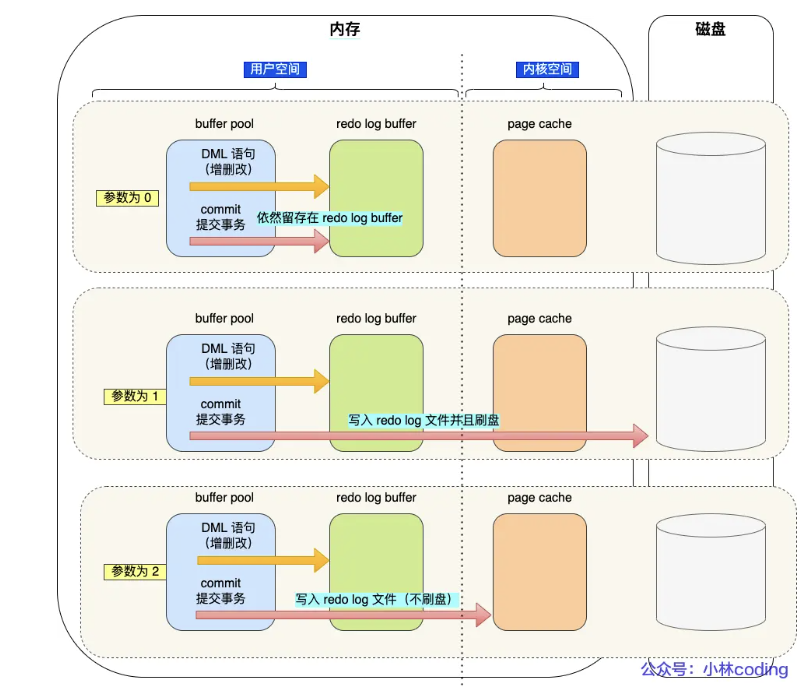 内存
磁盘
用户空间
内核空间
buffer pool
redo log buffer
page cache
DML 语句
（增删改）
参数为 0
commit
提交事务
依然留存在 redo log buffer
buffer pool
redo log buffer
page cache
DML 语句
（增删改）
参数为 1
commit
提交事务
写入 redo log 文件并且刷盘
buffer pool
redo log buffer
page cache
DML 语句
（增删改）
参数为 2
commit
提交事务
写入 redo log 文件（不刷盘）
公众号：小林coding